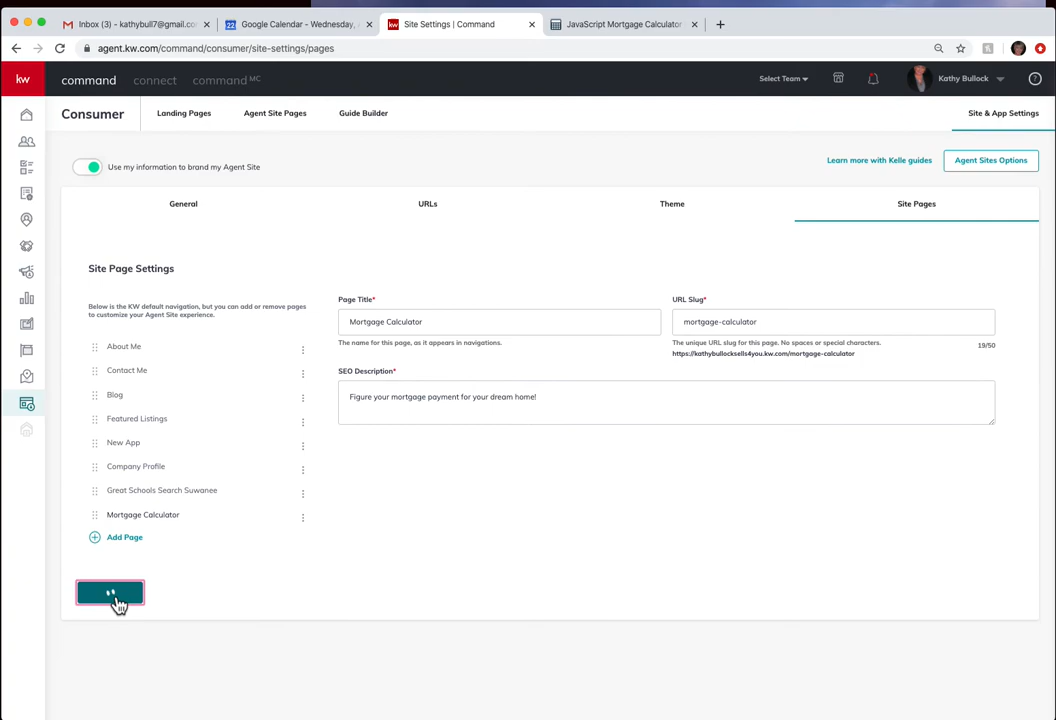 Inbox (3) - kathybull7@gmail.co
22 Google Calendar - Wednesday,
kw Site Settings | Command
JavaScript Mortgage Calculator
agent.kw.com/command/consumer/site-settings/pages
kw command connect command MC Select Team Kathy Bullock ?
Consumer Landing Pages Agent Site Pages Guide Builder Site & App Settings
Use my information to brand my Agent Site Learn more with Kelle guides Agent Sites Options
General URLs Theme Site Pages
Site Page Settings
Below is the KW default navigation, but you can add or remove pages
to customize your Agent Site experience.
About Me
Contact Me
Blog
Featured Listings
New App
Company Profile
Great Schools Search Suwanee
Mortgage Calculator
Add Page
Page Title*
Mortgage Calculator
The name for this page, as it appears in navigations.
URL Slug*
mortgage-calculator
The unique URL slug for this page. No spaces or special characters.
19/50
https://kathybullocksells4you.kw.com/mortgage-calculator
SEO Description*
Figure your mortgage payment for your dream home!